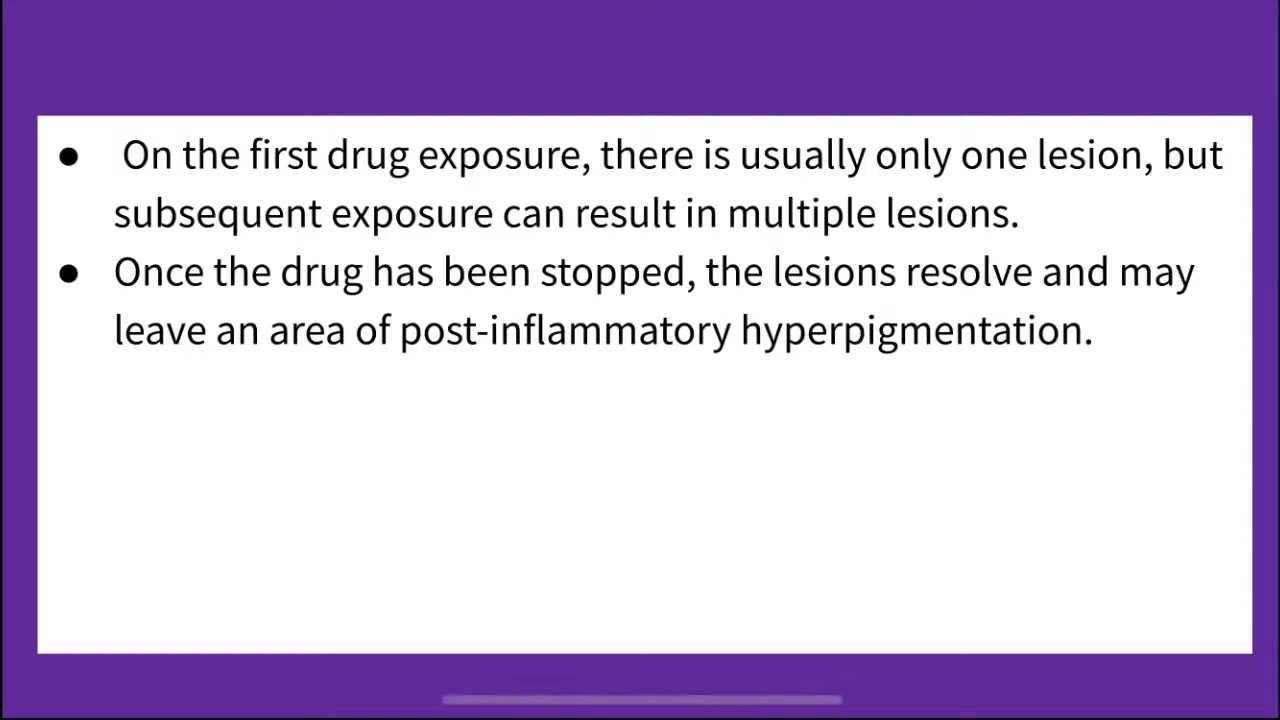 ● On the first drug exposure, there is usually only one lesion, but
subsequent exposure can result in multiple lesions.
● Once the drug has been stopped, the lesions resolve and may
leave an area of post-inflammatory hyperpigmentation.